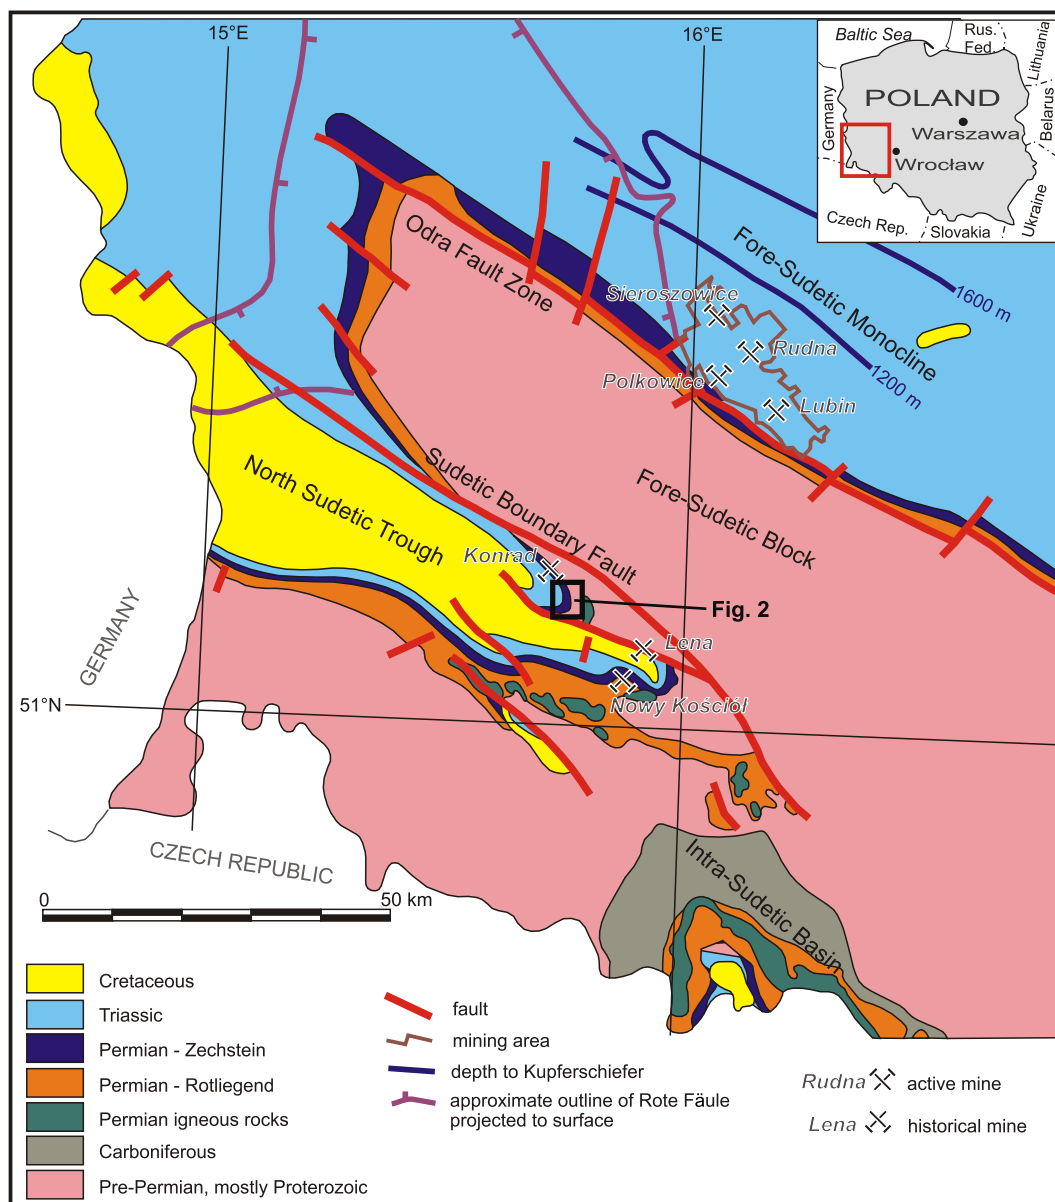 15°E
16°E
Baltic Sea
Rus.
Fed.
Lithuania
Germany
POLAND
Belarus
Warszawa
Wrocław
Czech Rep.
Slovakia
Ukraine
Odra Fault Zone
Fore-Sudetic Monocline
1600 m
1200 m
Sieroszowice
Rudna
Polkowice
Lubin
North Sudetic Trough
Sudetic Boundary Fault
Fore-Sudetic Block
Konrad
Fig. 2
Lena
Nowy Kościół
GERMANY
51°N
CZECH REPUBLIC
Intra-Sudetic Basin
0
50 km
Cretaceous
Triassic
Permian - Zechstein
Permian - Rotliegend
Permian igneous rocks
Carboniferous
Pre-Permian, mostly Proterozoic
fault
mining area
depth to Kupferschiefer
approximate outline of Rote Fäule
projected to surface
Rudna active mine
Lena historical mine